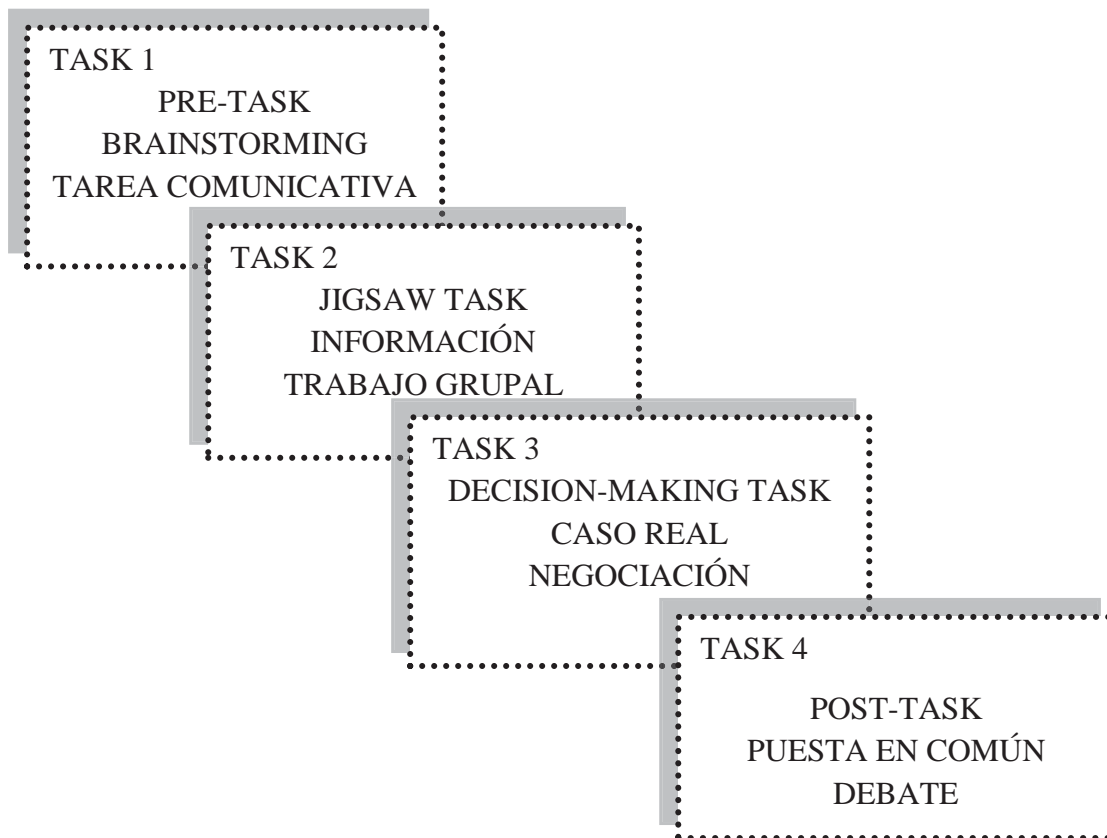 TASK 1
PRE-TASK
BRAINSTORMING
TAREA COMUNICATIVA
TASK 2
JIGSAW TASK
INFORMACIÓN
TRABAJO GRUPAL
TASK 3
DECISION-MAKING TASK
CASO REAL
NEGOCIACIÓN
TASK 4
POST-TASK
PUESTA EN COMÚN
DEBATE